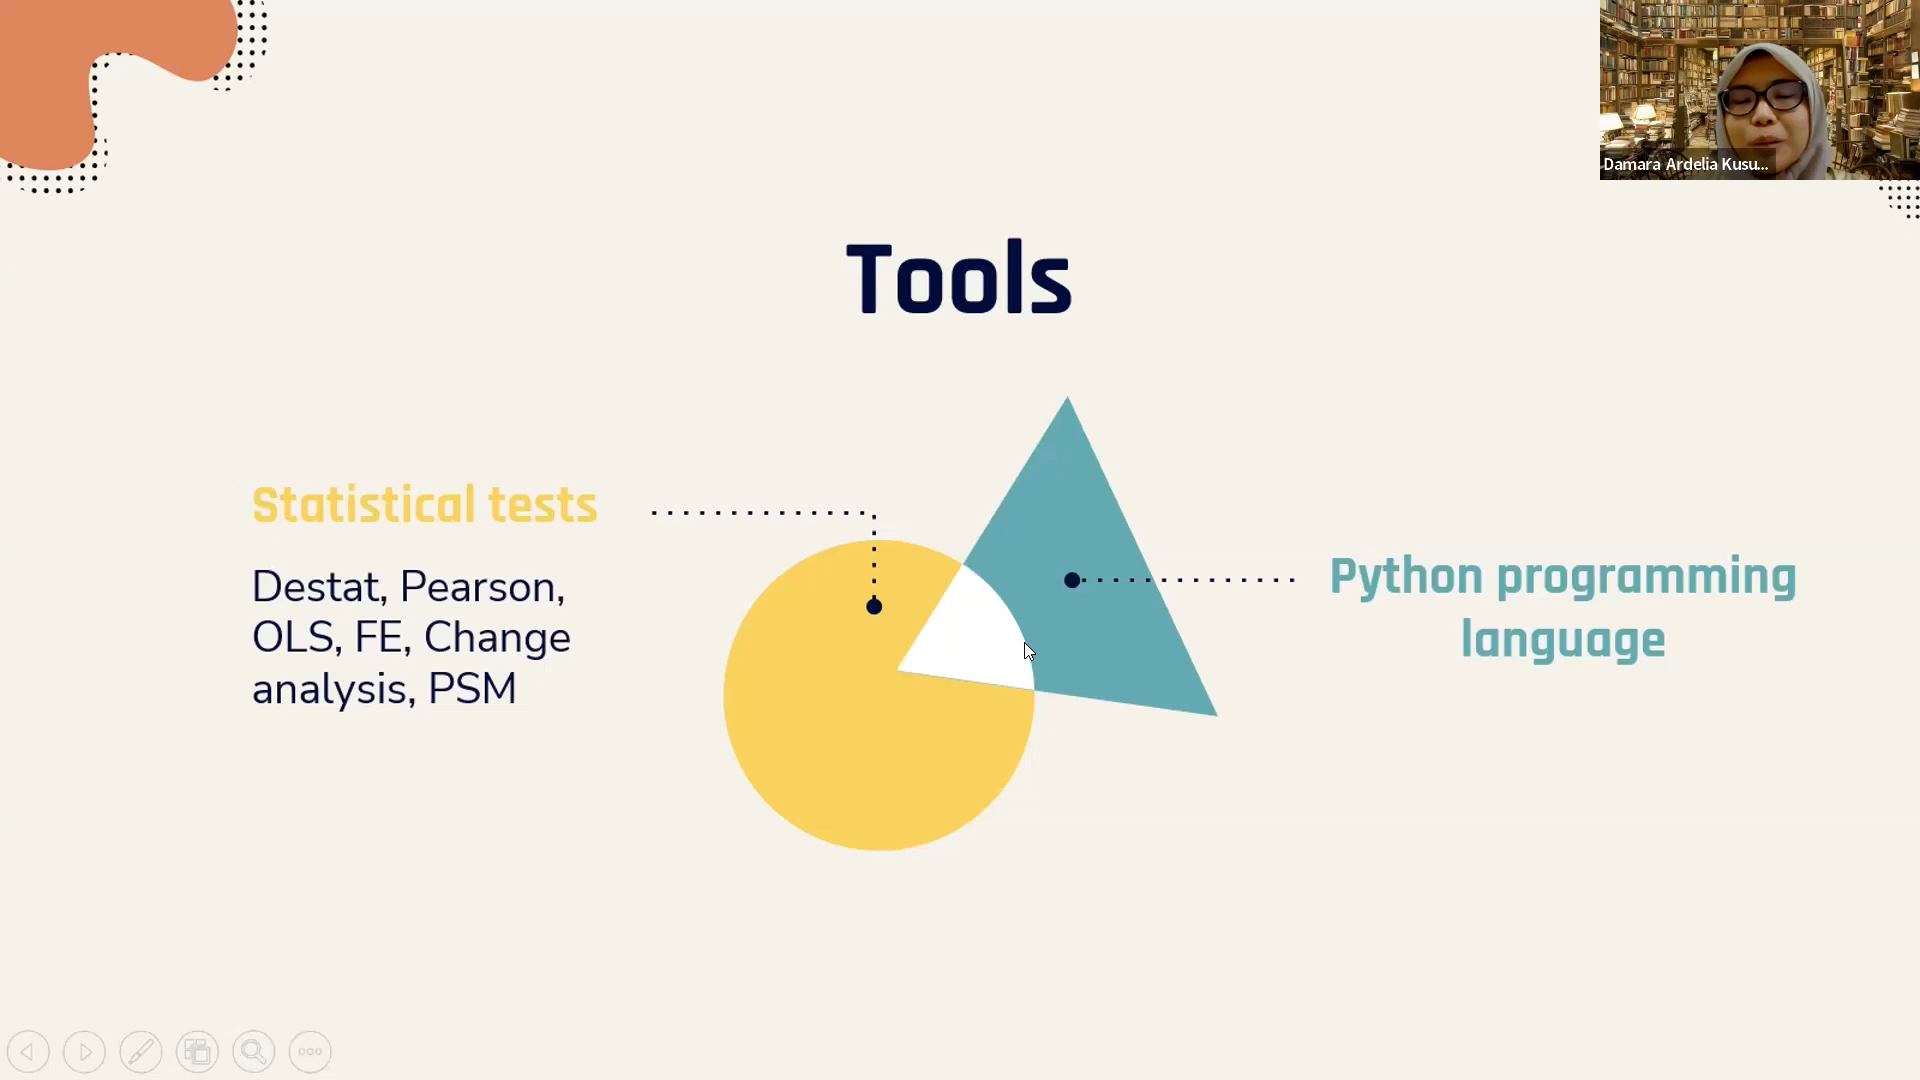 Damara Ardelia Kusu...
Tools
Statistical tests
Destat, Pearson,
OLS, FE, Change
analysis, PSM
Python programming
language